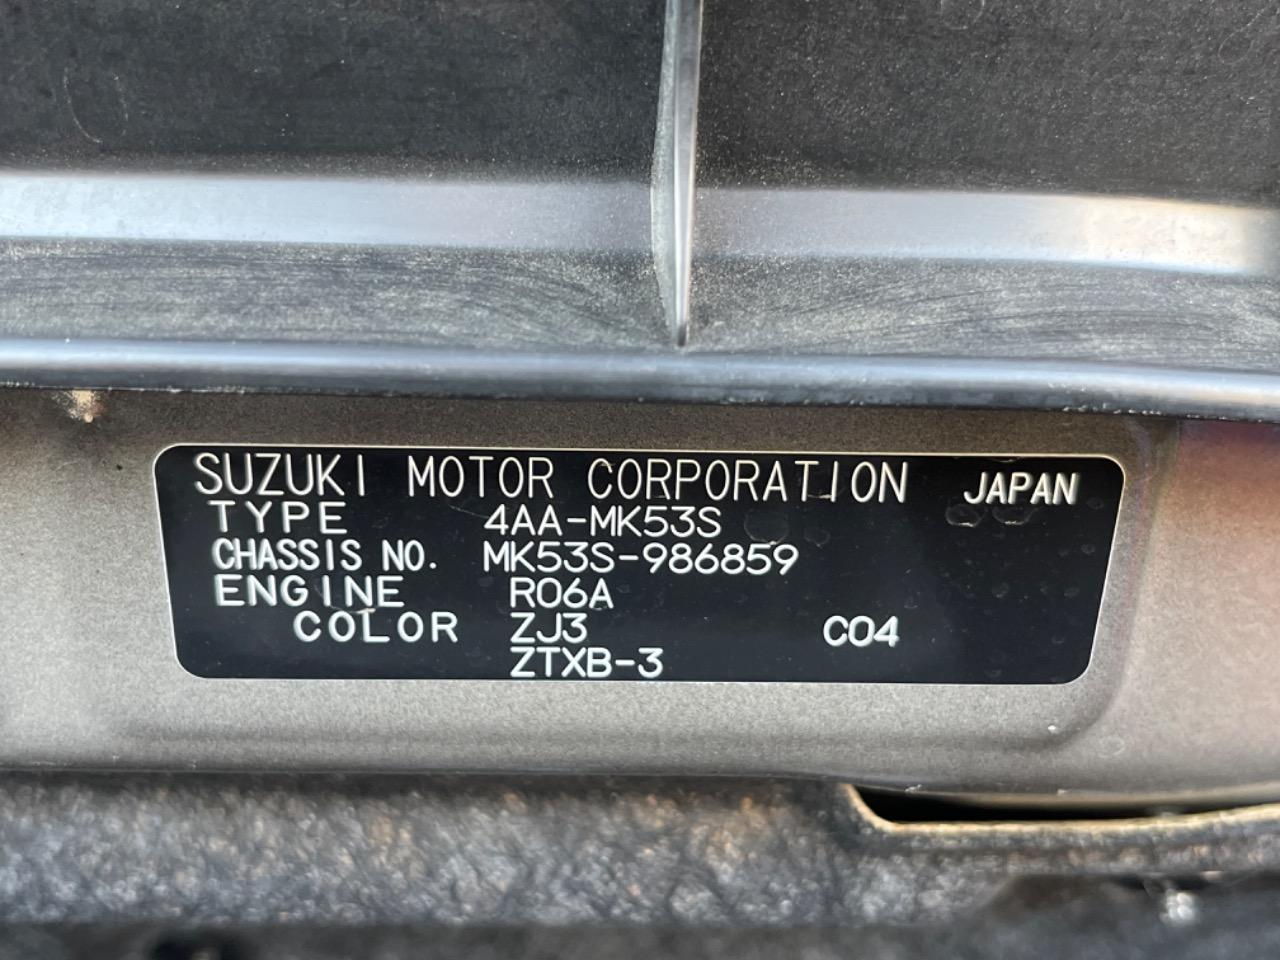 SUZUKI MOTOR CORPORATION JAPAN
TYPE 4AA-MK53S
CHASSIS NO. MK53S-986859
ENGINE R06A
COLOR ZJ3 C04
ZTXB-3